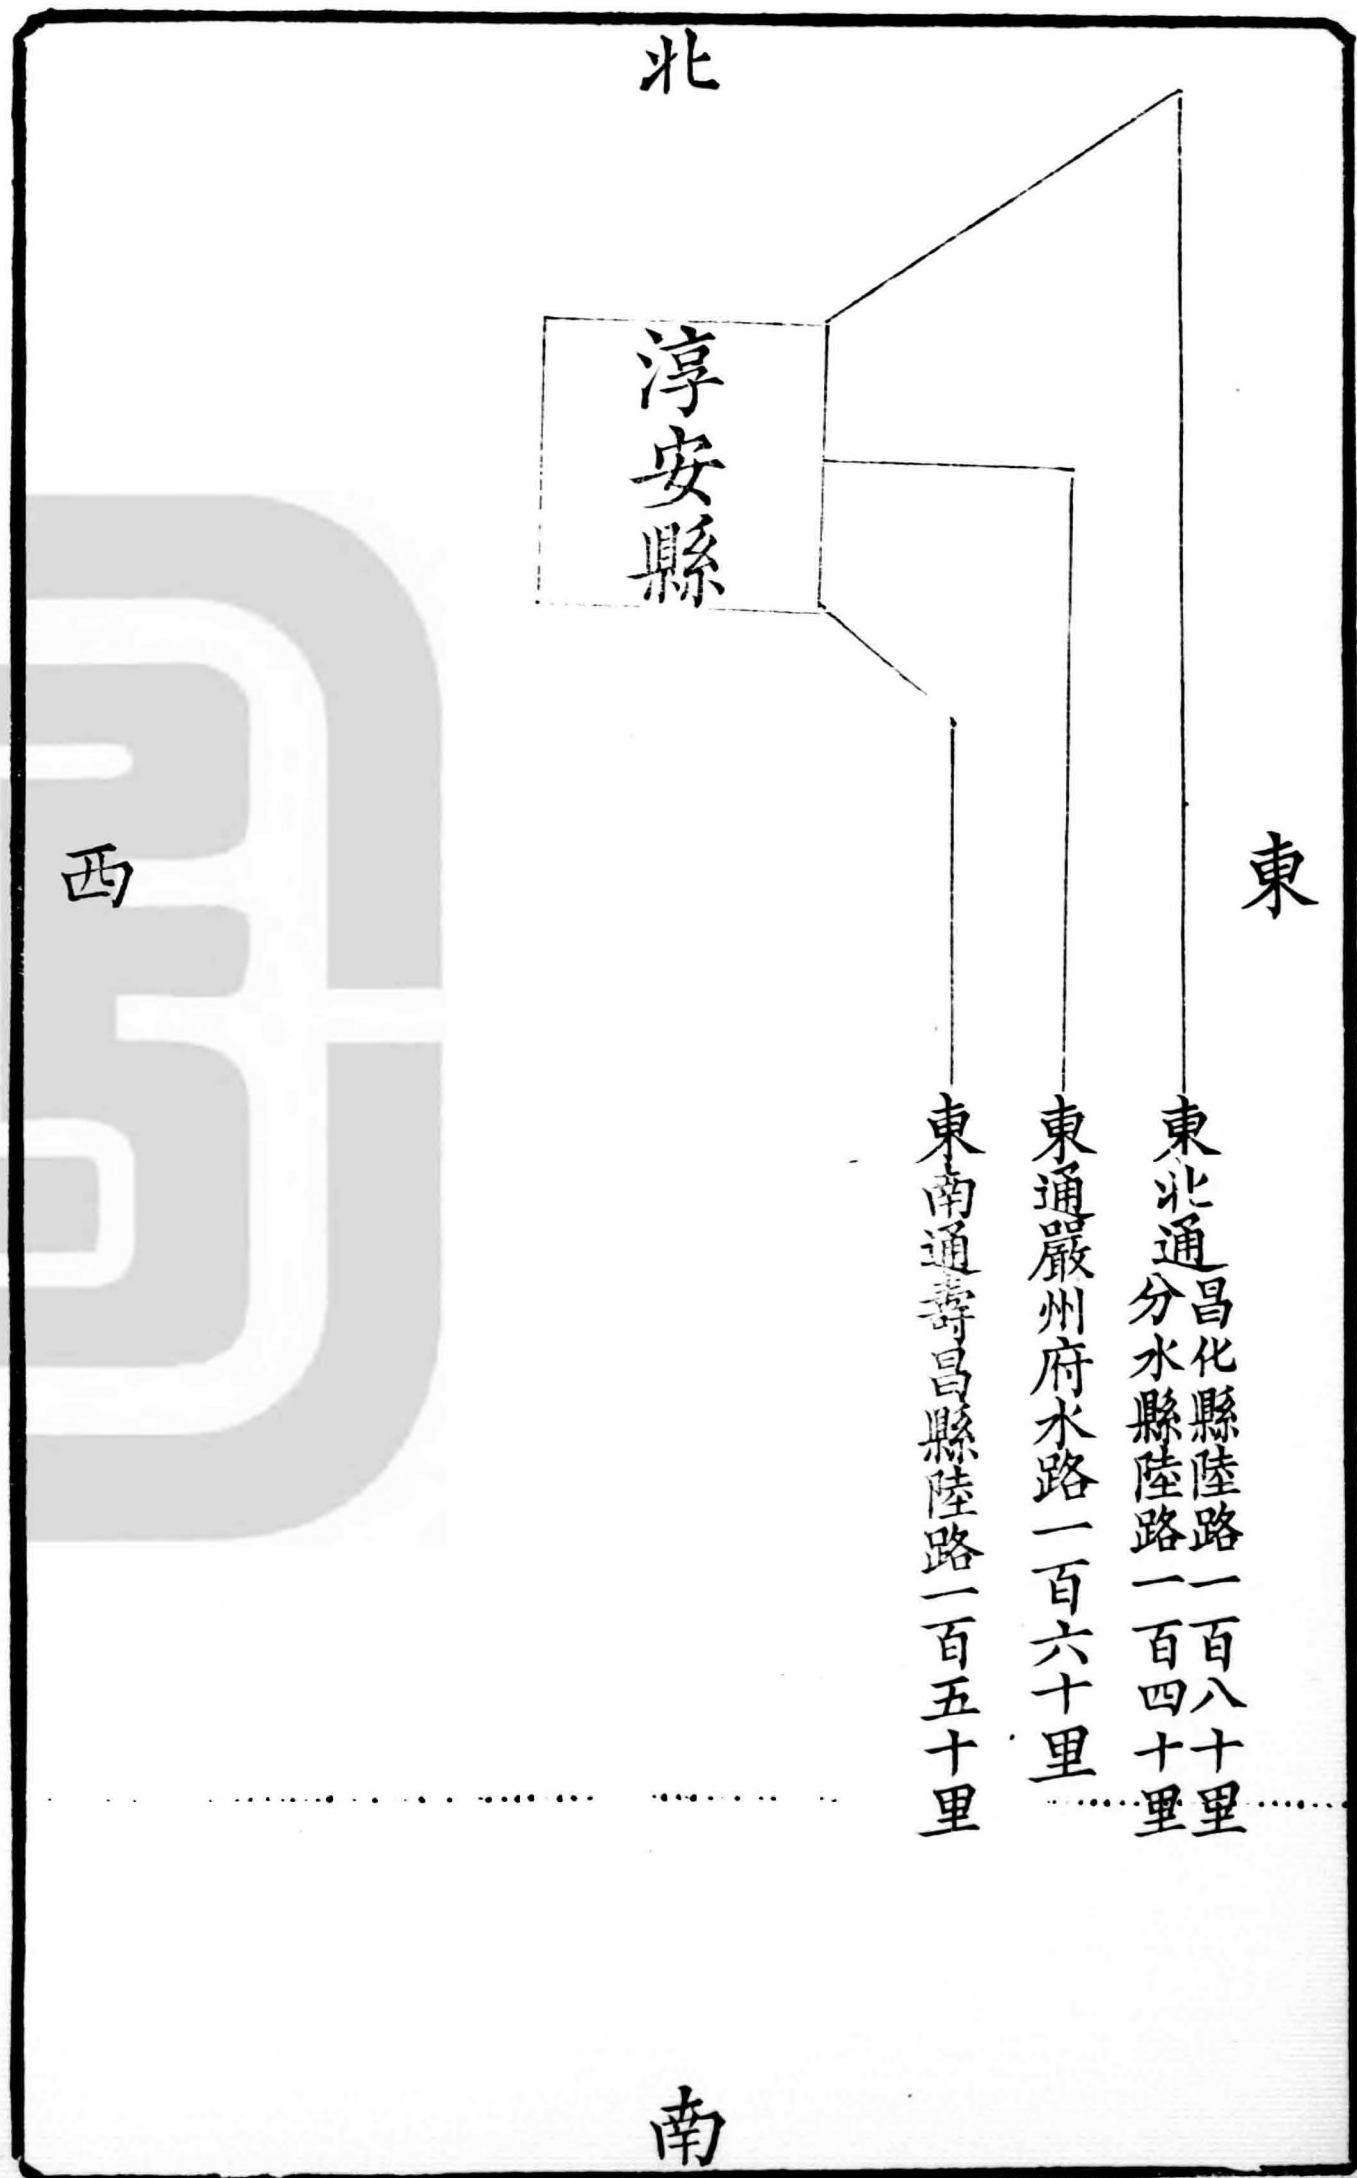 北
東
東北通
昌化縣陸路一百八十里
分水縣陸路一百四十里
東通嚴州府水路一百六十里
東南通壽昌縣陸路一百五十里
淳安縣
西
南